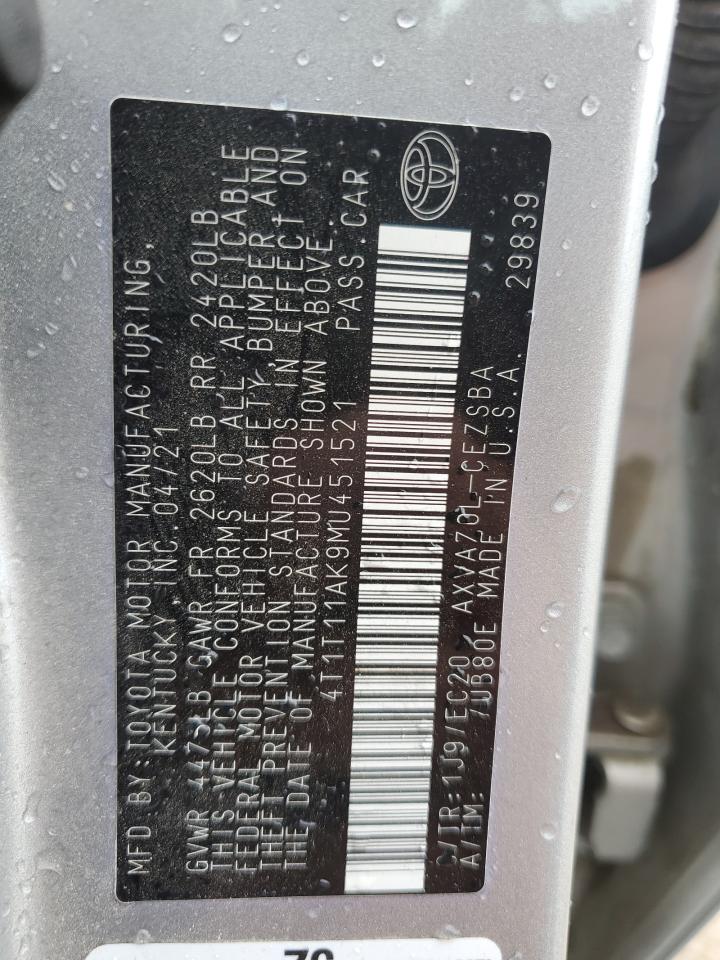 MFD BY:TOYOTA MOTOR MANUFACTURING,
KENTUCKY, INC.04/21
GVWR 4475LB GAWR FR 2620LB RR 2420LB
THIS VEHICLE CONFORMS TO ALL APPLICABLE
FEDERAL MOTOR VEHICLE SAFETY, BUMPER AND
THEFT PREVENTION STANDARDS IN EFFECT ON
THE DATE OF MANUFACTURE SHOWN ABOVE.
4T1T11AK9MU451521 PASS.CAR
C/TR:1J9/EC20 AXVA70L-CEZSBA
A/TM: /UB80E MADE IN U.S.A. 29839